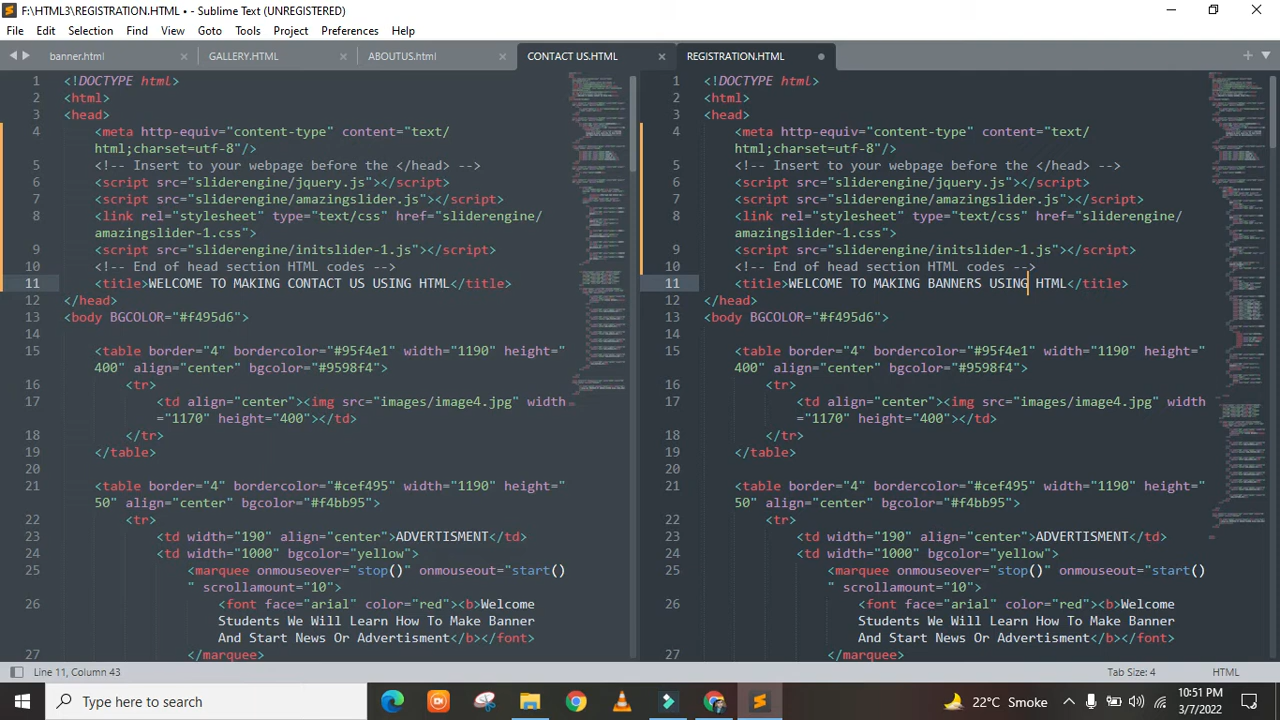 F:\HTML3\REGISTRATION.HTML • - Sublime Text (UNREGISTERED)
File Edit Selection Find View Goto Tools Project Preferences Help
banner.html GALLERY.HTML ABOUTUS.html CONTACT US.HTML REGISTRATION.HTML
1 <!DOCTYPE html>
2 <html>
3 <head>
4 <meta http-equiv="content-type" content="text/
html;charset=utf-8"/>
5 <!-- Insert to your webpage before the </head> -->
6 <script src="sliderengine/jquery.js"></script>
7 <script src="sliderengine/amazingslider.js"></script>
8 <link rel="stylesheet" type="text/css" href="sliderengine/
amazingslider-1.css">
9 <script src="sliderengine/initslider-1.js"></script>
10 <!-- End of head section HTML codes -->
11 <title>WELCOME TO MAKING CONTACT US USING HTML</title>
12 </head>
13 <body BGCOLOR="#f495d6">
14
15 <table border="4" bordercolor="#95f4e1" width="1190" height="
400" align="center" bgcolor="#9598f4">
16 <tr>
17 <td align="center"><img src="images/image4.jpg" width
="1170" height="400"></td>
18 </tr>
19 </table>
20
21 <table border="4" bordercolor="#cef495" width="1190" height="
50" align="center" bgcolor="#f4bb95">
22 <tr>
23 <td width="190" align="center">ADVERTISMENT</td>
24 <td width="1000" bgcolor="yellow">
25 <marquee onmouseover="stop()" onmouseout="start()
" scrollamount="10">
26 <font face="arial" color="red"><b>Welcome
Students We Will Learn How To Make Banner
And Start News Or Advertisment</b></font>
27 </marquee>
1 <!DOCTYPE html>
2 <html>
3 <head>
4 <meta http-equiv="content-type" content="text/
html;charset=utf-8"/>
5 <!-- Insert to your webpage before the </head> -->
6 <script src="sliderengine/jquery.js"></script>
7 <script src="sliderengine/amazingslider.js"></script>
8 <link rel="stylesheet" type="text/css" href="sliderengine/
amazingslider-1.css">
9 <script src="sliderengine/initslider-1.js"></script>
10 <!-- End of head section HTML codes -->
11 <title>WELCOME TO MAKING BANNERS USING HTML</title>
12 </head>
13 <body BGCOLOR="#f495d6">
14
15 <table border="4" bordercolor="#95f4e1" width="1190" height="
400" align="center" bgcolor="#9598f4">
16 <tr>
17 <td align="center"><img src="images/image4.jpg" width
="1170" height="400"></td>
18 </tr>
19 </table>
20
21 <table border="4" bordercolor="#cef495" width="1190" height="
50" align="center" bgcolor="#f4bb95">
22 <tr>
23 <td width="190" align="center">ADVERTISMENT</td>
24 <td width="1000" bgcolor="yellow">
25 <marquee onmouseover="stop()" onmouseout="start()
" scrollamount="10">
26 <font face="arial" color="red"><b>Welcome
Students We Will Learn How To Make Banner
And Start News Or Advertisment</b></font>
27 </marquee>
Line 11, Column 43 Tab Size: 4 HTML
Type here to search
22°C Smoke
10:51 PM
3/7/2022